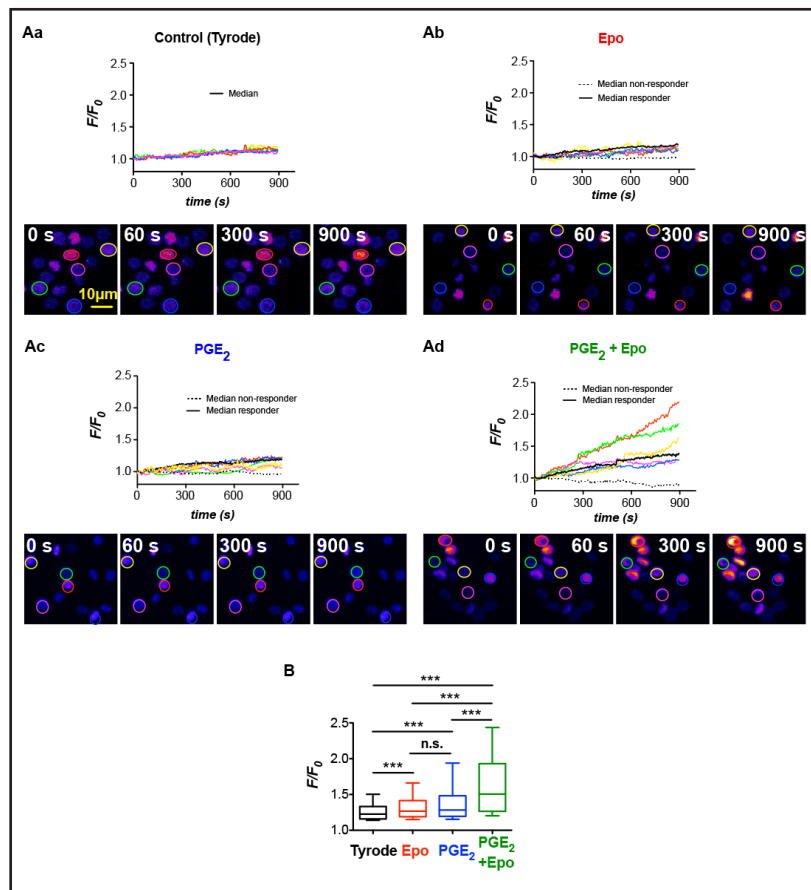 Aa
Control (Tyrode)
2.5
2.0
1.5
1.0
F/F0
Median
0 300 600 900
time (s)
0 s 60 s 300 s 900 s
10µm
Ab
Epo
2.5
2.0
1.5
1.0
F/F0
Median non-responder
Median responder
0 300 600 900
time (s)
0 s 60 s 300 s 900 s
Ac
PGE2
2.5
2.0
1.5
1.0
F/F0
Median non-responder
Median responder
0 300 600 900
time (s)
0 s 60 s 300 s 900 s
Ad
PGE2 + Epo
2.5
2.0
1.5
1.0
F/F0
Median non-responder
Median responder
0 300 600 900
time (s)
0 s 60 s 300 s 900 s
B
***
***
*** ***
n.s.
***
2.5
2.0
1.5
1.0
F/F0
Tyrode Epo PGE2 PGE2
+Epo